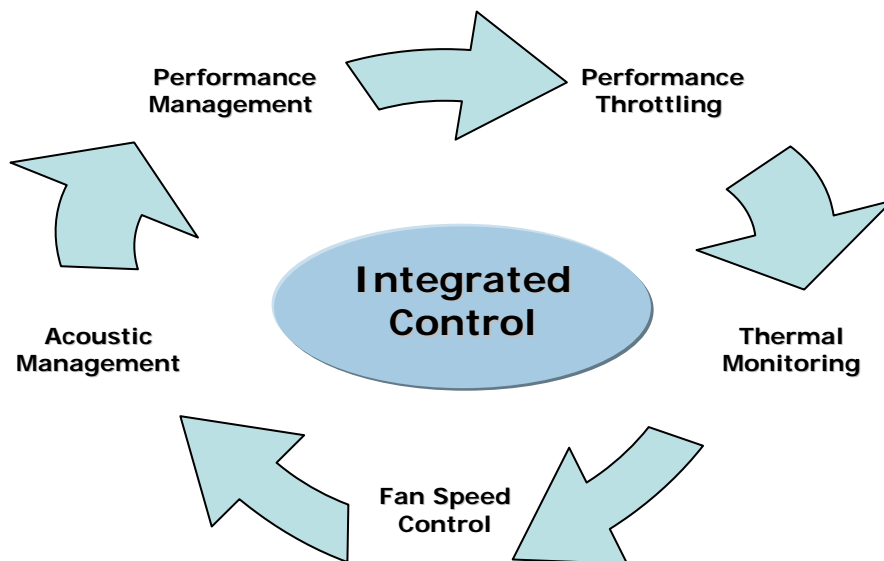 Performance
Management
Performance
Throttling
Integrated
Control
Acoustic
Management
Thermal
Monitoring
Fan Speed
Control